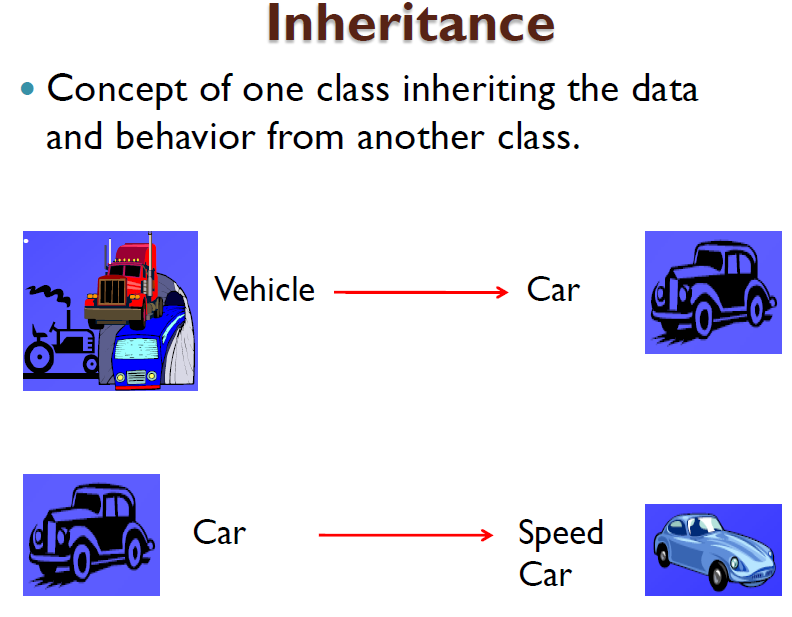 Inheritance
Concept of one class inheriting the data
and behavior from another class.
Vehicle
Car
Car
Speed
Car